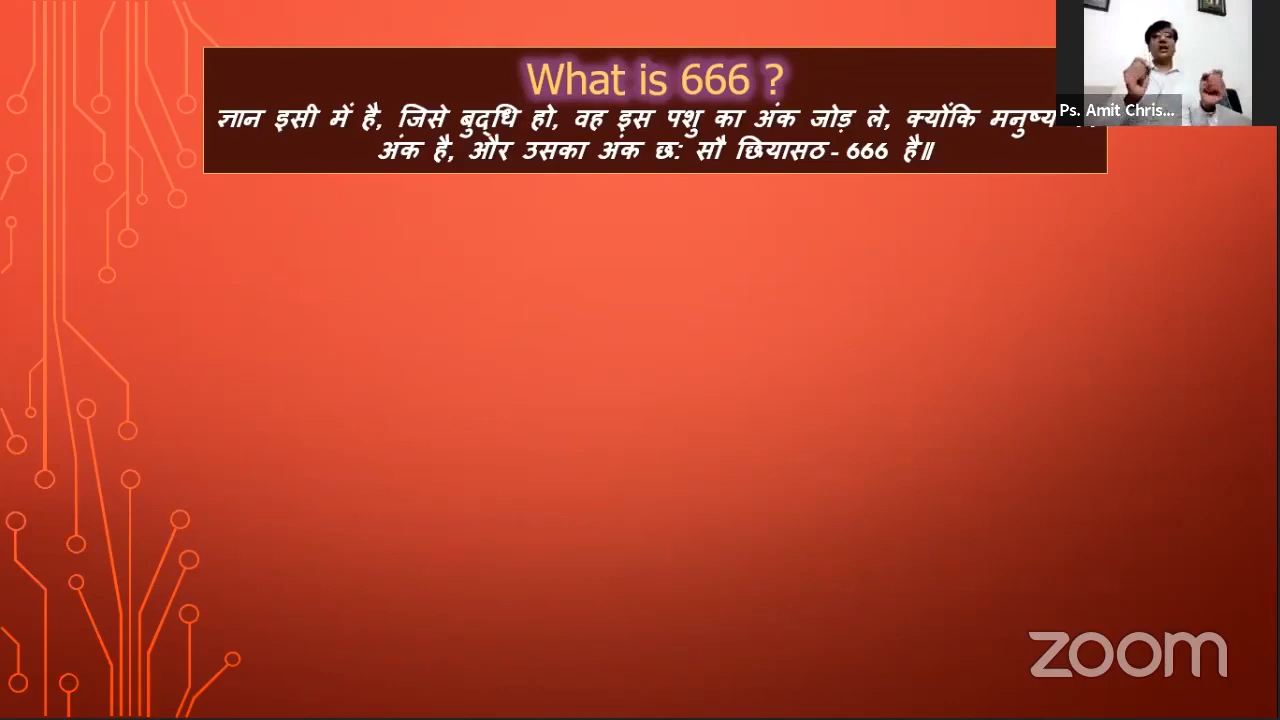 What is 666 ?
ज्ञान इसी में है, जिसे बुद्धि हो, वह इस पशु का अंक जोड़ ले, क्योंकि मनुष्य
अंक है, और उसका अंक छ: सौ छियासठ - 666 है॥
Ps. Amit Chris...
zoom